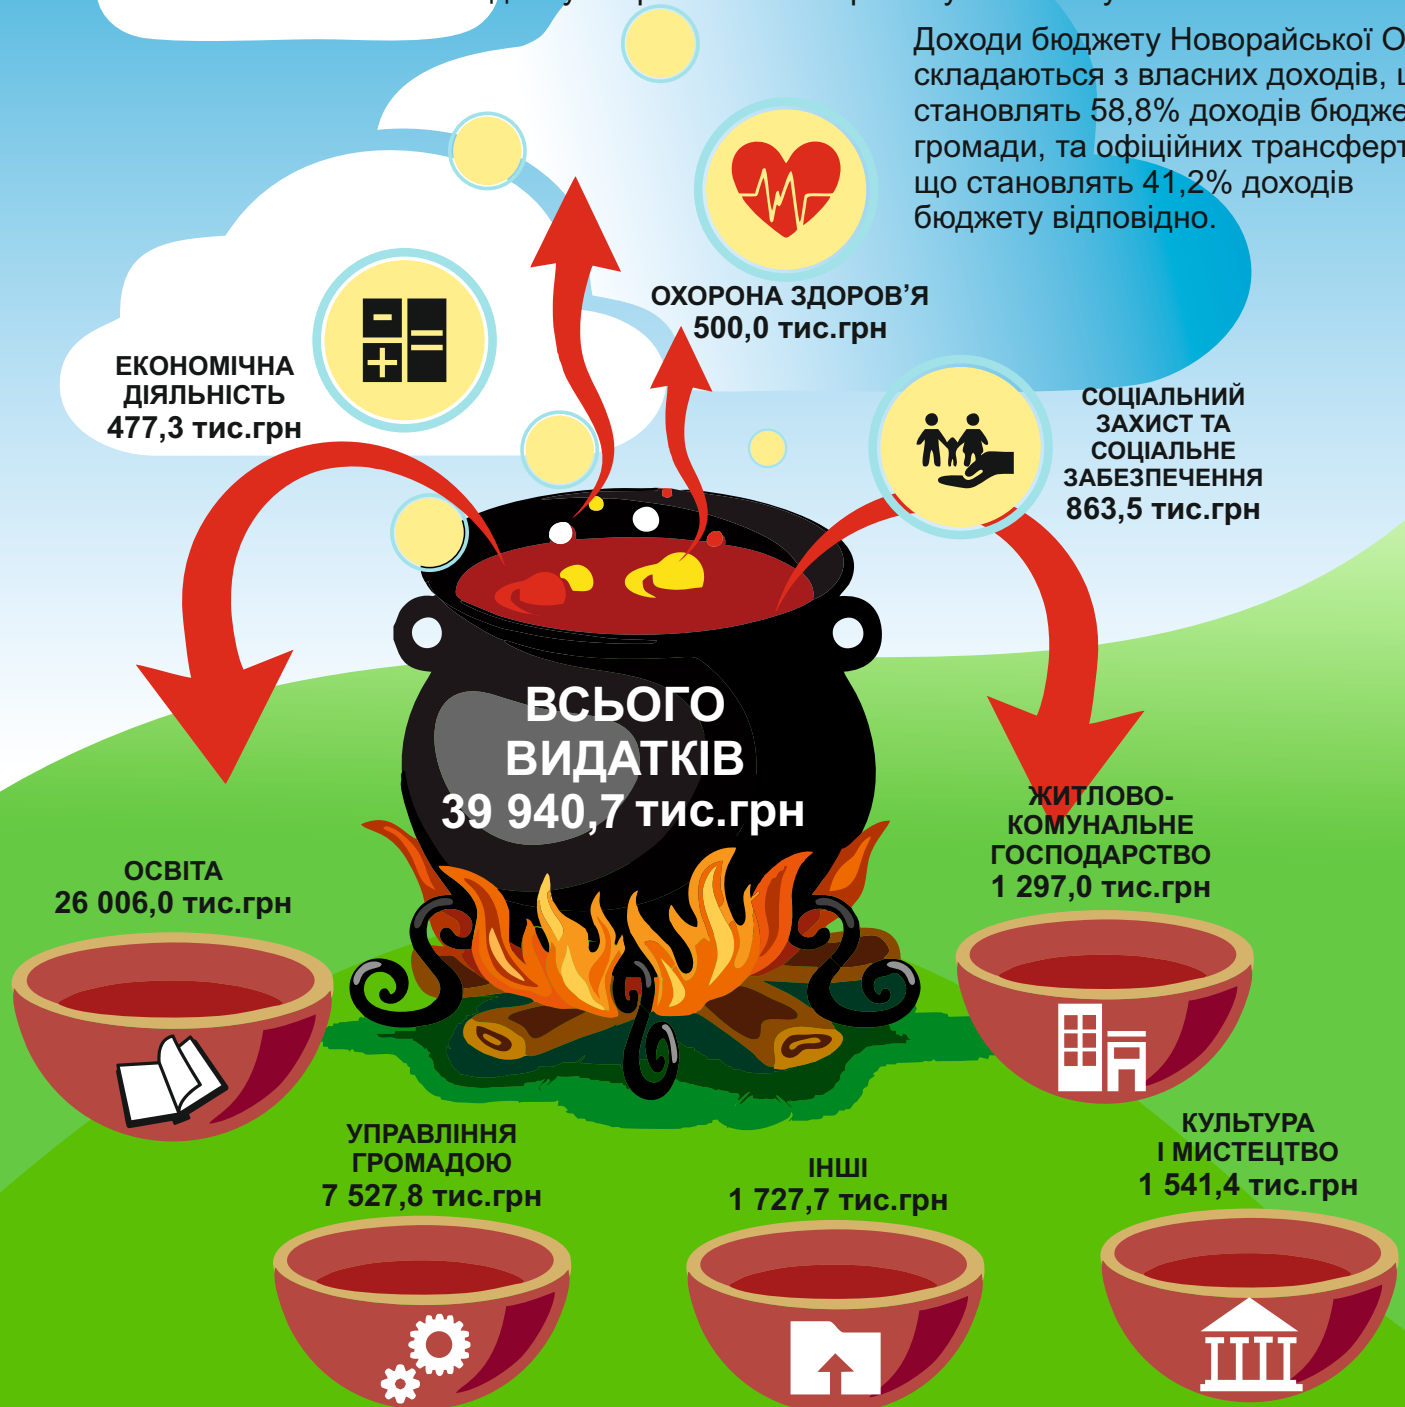 Доходи бюджету Новорайської
складаються з власних доходів,
становлять 58,8% доходів
громади, та офіційних
що становлять 41,2% доходів
бюджету відповідно.
ОХОРОНА ЗДОРОВ’Я
500,0 тис.грн
ЕКОНОМІЧНА
ДІЯЛЬНІСТЬ
477,3 тис.грн
СОЦІАЛЬНИЙ
ЗАХИСТ ТА
СОЦІАЛЬНЕ
ЗАБЕЗПЕЧЕННЯ
863,5 тис.грн
ВСЬОГО
ВИДАТКІВ
39 940,7 тис.грн
ЖИТЛОВО-
КОМУНАЛЬНЕ
ГОСПОДАРСТВО
1 297,0 тис.грн
ОСВІТА
26 006,0 тис.грн
УПРАВЛІННЯ
ГРОМАДОЮ
7 527,8 тис.грн
ІНШІ
1 727,7 тис.грн
КУЛЬТУРА
І МИСТЕЦТВО
1 541,4 тис.грн